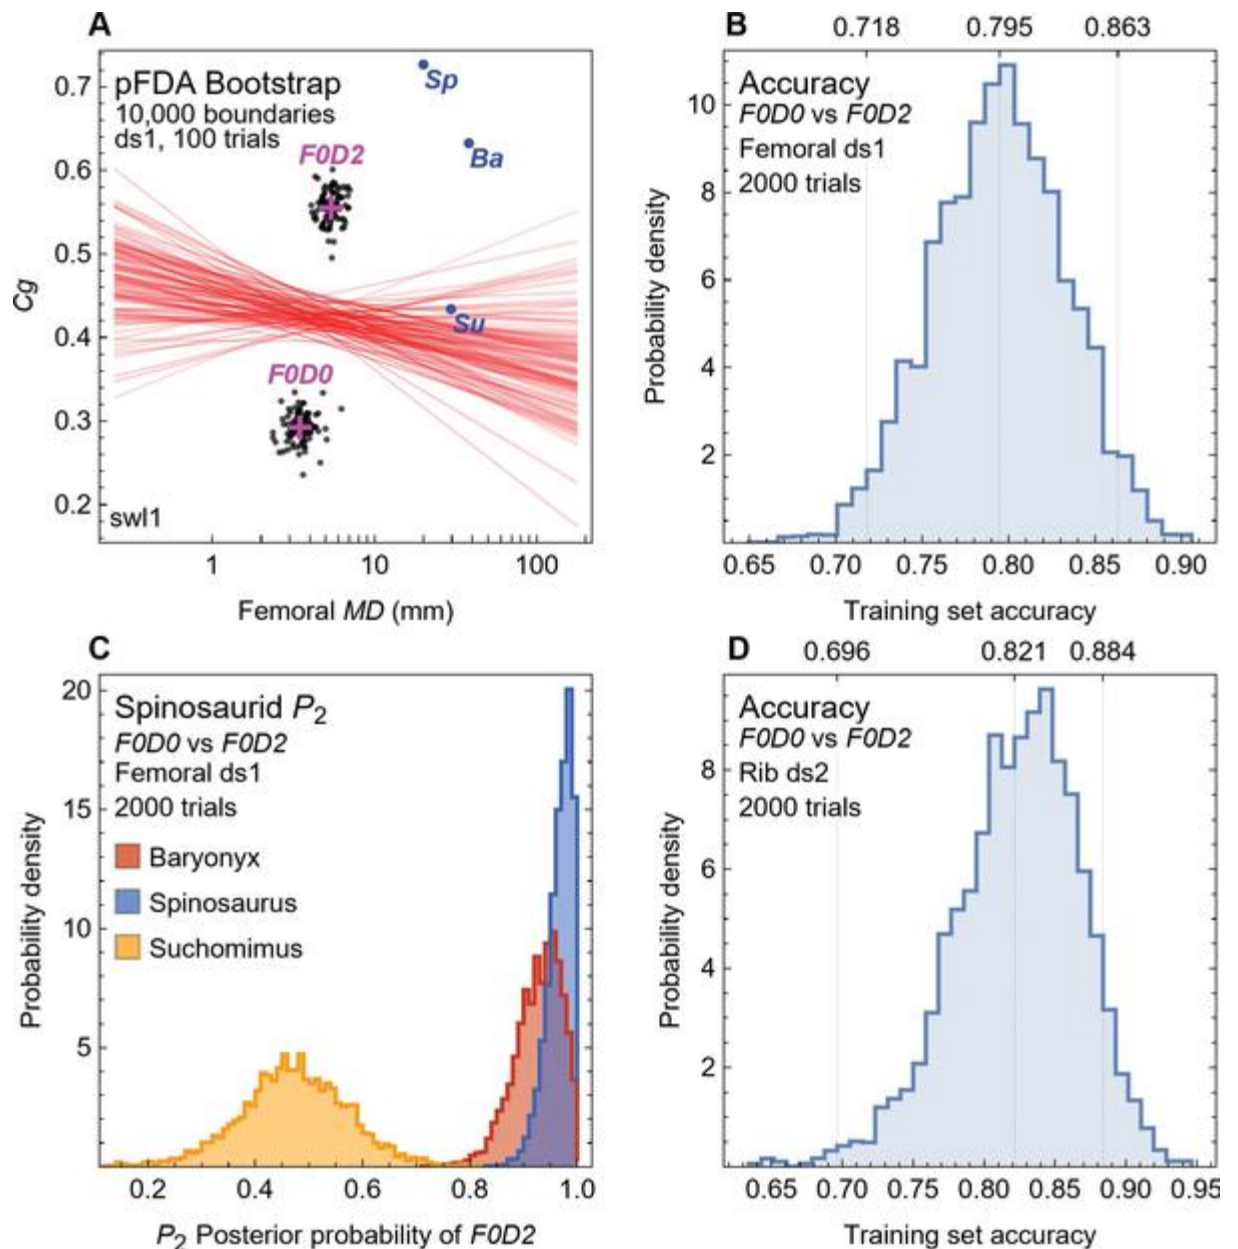 A
pFDA Bootstrap
10,000 boundaries
ds1, 100 trials
Sp
Ba
F0D2
Su
F0D0
swl1
0.7
0.6
0.5
0.4
0.3
0.2
Cg
1 10 100
Femoral MD (mm)
B
0.718 0.795 0.863
Accuracy
F0D0 vs F0D2
Femoral ds1
2000 trials
10
8
6
4
2
Probability density
0.65 0.70 0.75 0.80 0.85 0.90
Training set accuracy
C
Spinosaurid P2
F0D0 vs F0D2
Femoral ds1
2000 trials
Baryonyx
Spinosaurus
Suchomimus
20
15
10
5
Probability density
0.2 0.4 0.6 0.8 1.0
P2 Posterior probability of F0D2
D
0.696 0.821 0.884
Accuracy
F0D0 vs F0D2
Rib ds2
2000 trials
8
6
4
2
Probability density
0.65 0.70 0.75 0.80 0.85 0.90 0.95
Training set accuracy